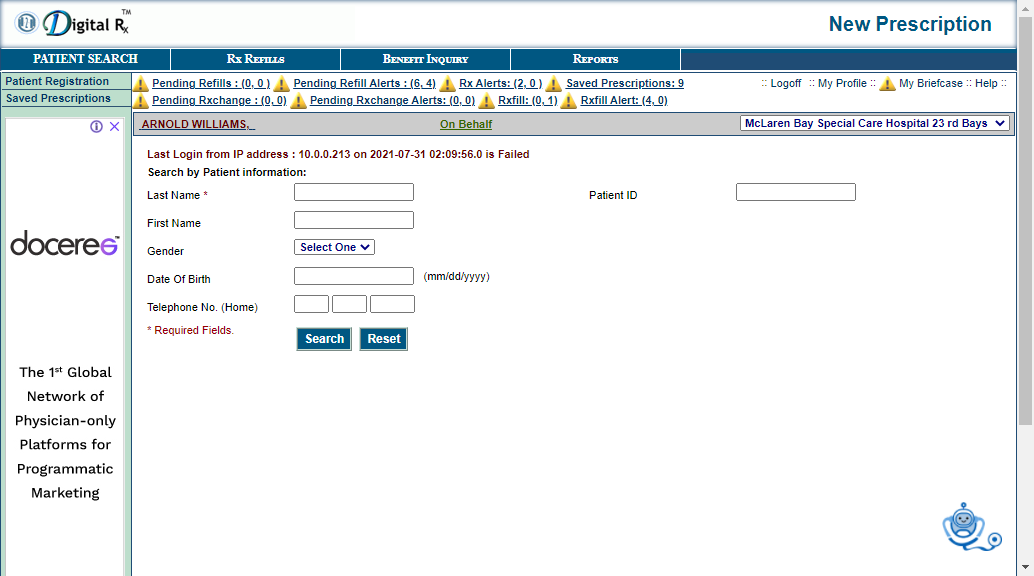 Digital Rx TM
New Prescription
PATIENT SEARCH RX REFILLS BENEFIT INQUIRY REPORTS
Patient Registration
Saved Prescriptions
Pending Refills : (0, 0 ) Pending Refill Alerts : (6, 4) Rx Alerts: (2, 0 ) Saved Prescriptions: 9 :: Logoff :: My Profile :: My Briefcase :: Help ::
Pending Rxchange : (0, 0) Pending Rxchange Alerts: (0, 0) Rxfill: (0, 1) Rxfill Alert: (4, 0)
ARNOLD WILLIAMS, On Behalf McLaren Bay Special Care Hospital 23 rd Bays
Last Login from IP address : 10.0.0.213 on 2021-07-31 02:09:56.0 is Failed
Search by Patient information:
Last Name * Patient ID
First Name
Gender Select One
Date Of Birth (mm/dd/yyyy)
Telephone No. (Home)
* Required Fields.
Search Reset
doceree™
The 1st Global
Network of
Physician-only
Platforms for
Programmatic
Marketing